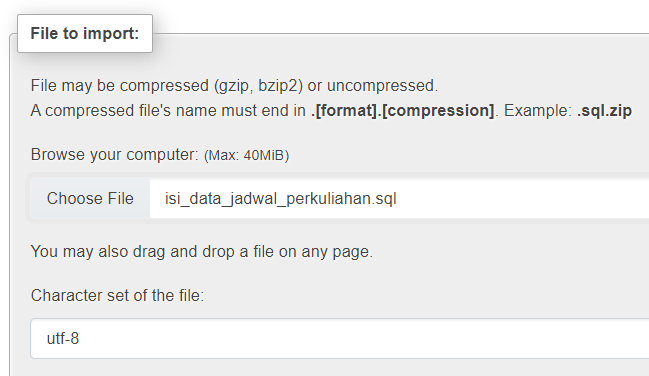 File to import:
File may be compressed (gzip, bzip2) or uncompressed.
A compressed file's name must end in .[format].[compression]. Example: .sql.zip
Browse your computer: (Max: 40MiB)
Choose File isi_data_jadwal_perkuliahan.sql
You may also drag and drop a file on any page.
Character set of the file:
utf-8